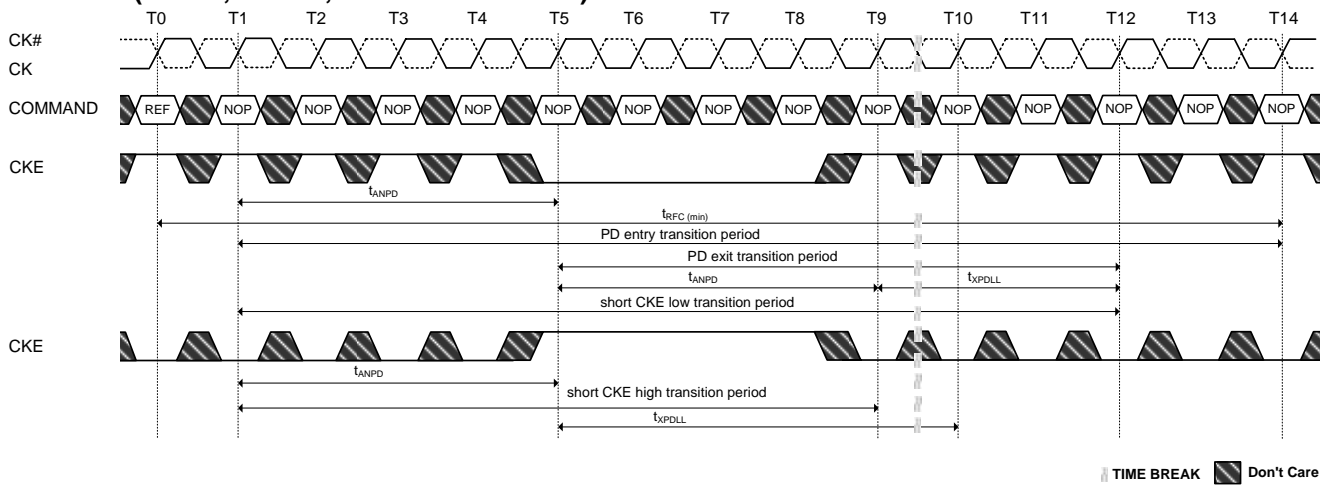 T0 T1 T2 T3 T4 T5 T6 T7 T8 T9 T10 T11 T12 T13 T14
CK#
CK
COMMAND REF NOP NOP NOP NOP NOP NOP NOP NOP NOP NOP NOP NOP NOP NOP
CKE
tANPD
tRFC (min)
PD entry transition period
PD exit transition period
tANPD tXPDLL
short CKE low transition period
CKE
tANPD
short CKE high transition period
tXPDLL
TIME BREAK Don't Care